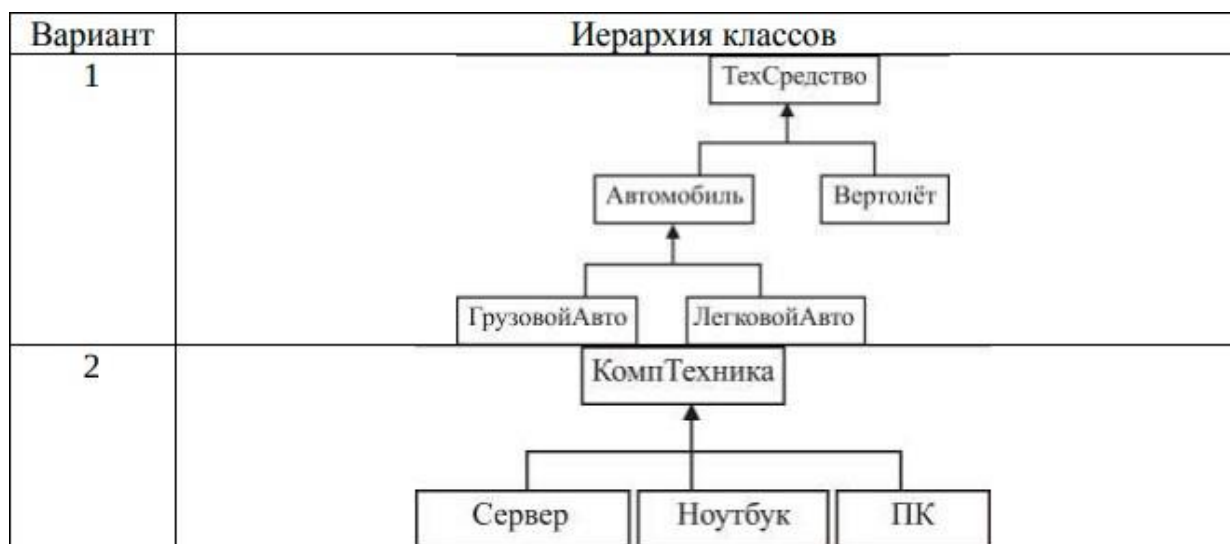 Вариант Иерархия классов
1 ТехСредство
Автомобиль Вертолёт
ГрузовойАвто ЛегковойАвто
2 КомпТехника
Сервер Ноутбук ПК